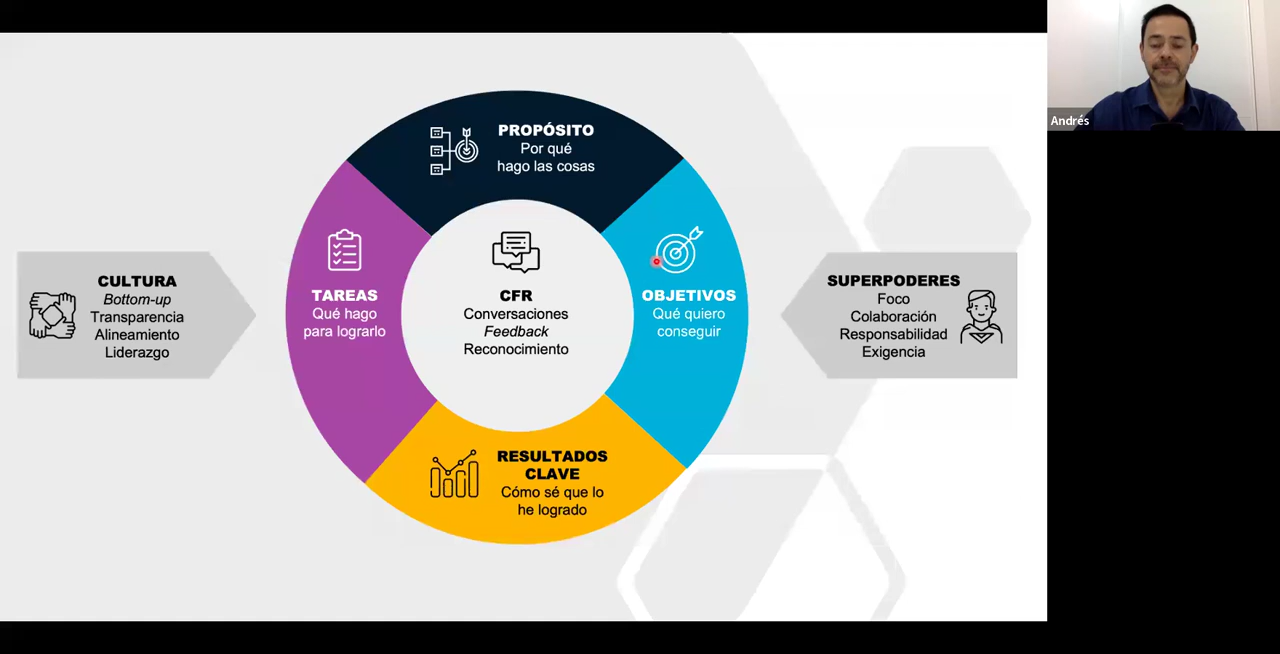 PROPÓSITO
Por qué
hago las cosas
TAREAS
Qué hago
para lograrlo
CFR
Conversaciones
Feedback
Reconocimiento
OBJETIVOS
Qué quiero
conseguir
RESULTADOS
CLAVE
Cómo sé que lo
he logrado
CULTURA
Bottom-up
Transparencia
Alineamiento
Liderazgo
SUPERPODERES
Foco
Colaboración
Responsabilidad
Exigencia
Andrés